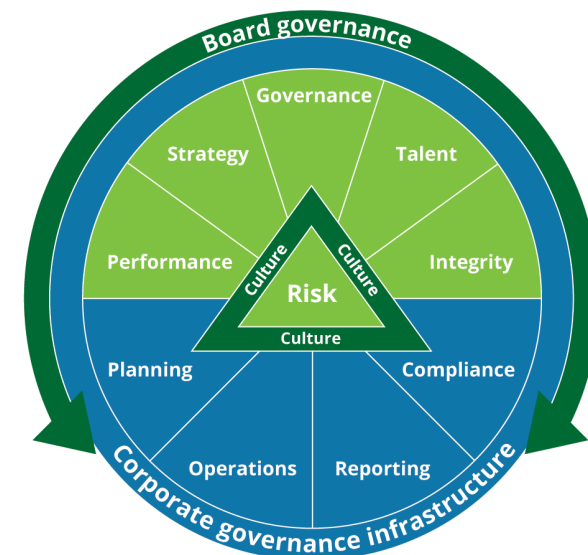 Board governance
Governance
Strategy
Talent
Performance
Integrity
Culture
Culture
Risk
Culture
Planning
Compliance
Operations
Reporting
Corporate governance infrastructure